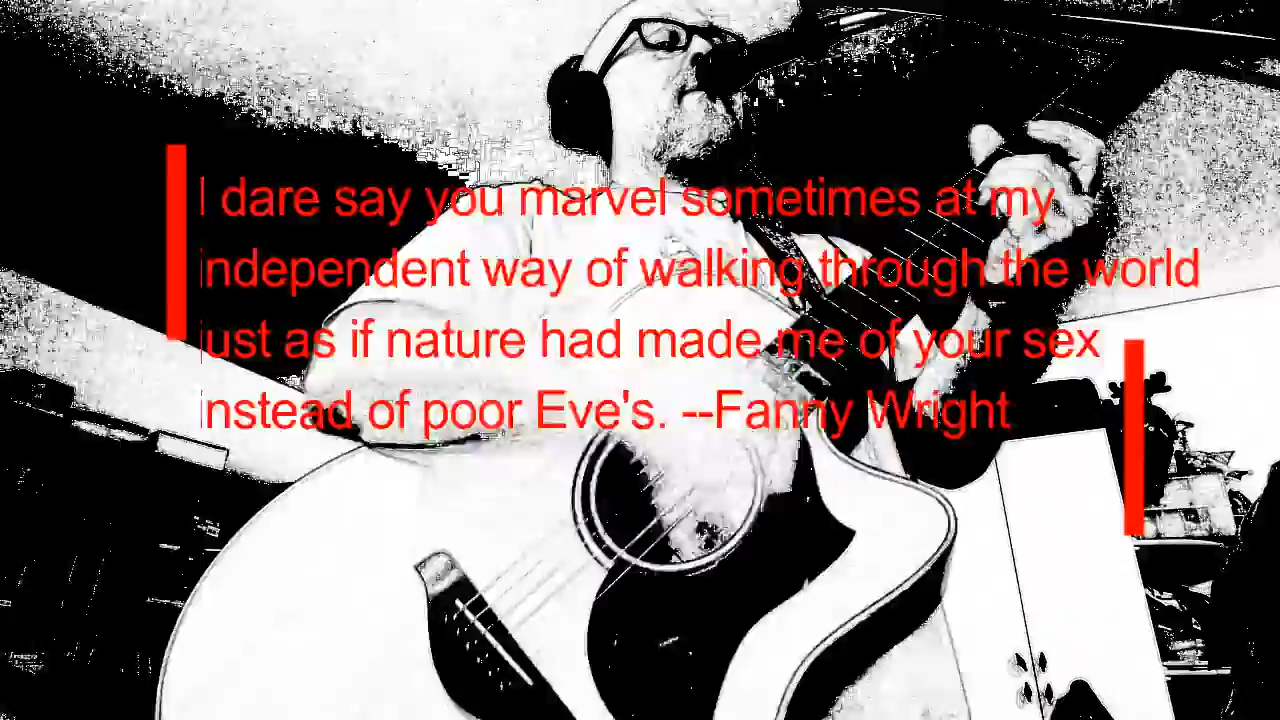 I dare say you marvel sometimes at my
independent way of walking through the world
just as if nature had made me of your sex
instead of poor Eve's. --Fanny Wright